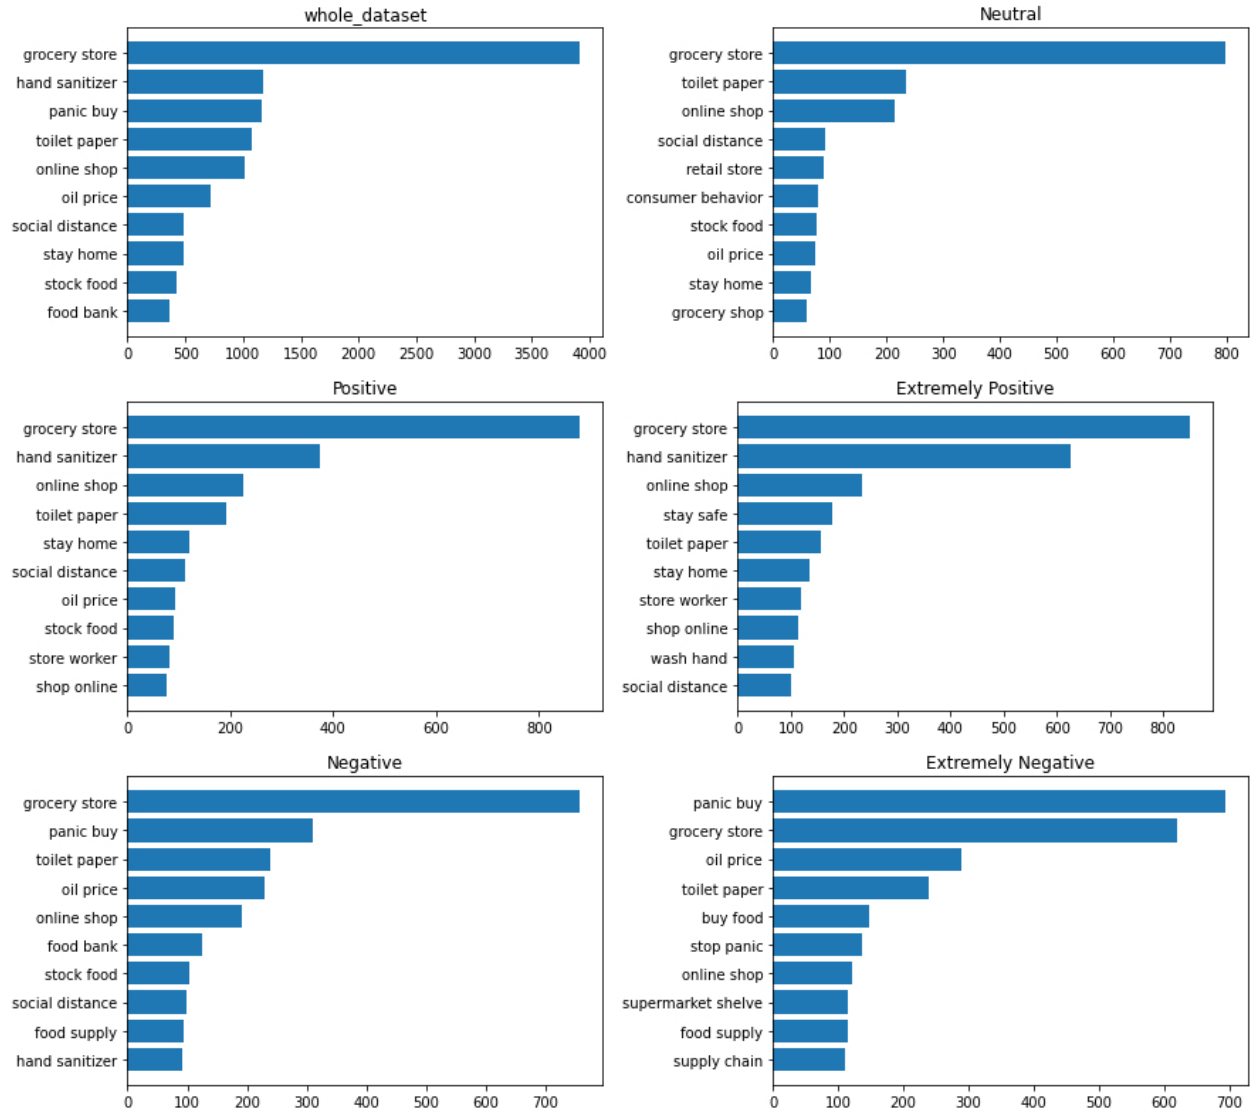 whole_dataset
grocery store
hand sanitizer
panic buy
toilet paper
online shop
oil price
social distance
stay home
stock food
food bank
0 500 1000 1500 2000 2500 3000 3500 4000
Neutral
grocery store
toilet paper
online shop
social distance
retail store
consumer behavior
stock food
oil price
stay home
grocery shop
0 100 200 300 400 500 600 700 800
Positive
grocery store
hand sanitizer
online shop
toilet paper
stay home
social distance
oil price
stock food
store worker
shop online
0 200 400 600 800
Extremely Positive
grocery store
hand sanitizer
online shop
stay safe
toilet paper
stay home
store worker
shop online
wash hand
social distance
0 100 200 300 400 500 600 700 800
Negative
grocery store
panic buy
toilet paper
oil price
online shop
food bank
stock food
social distance
food supply
hand sanitizer
0 100 200 300 400 500 600 700
Extremely Negative
panic buy
grocery store
oil price
toilet paper
buy food
stop panic
online shop
supermarket shelve
food supply
supply chain
0 100 200 300 400 500 600 700